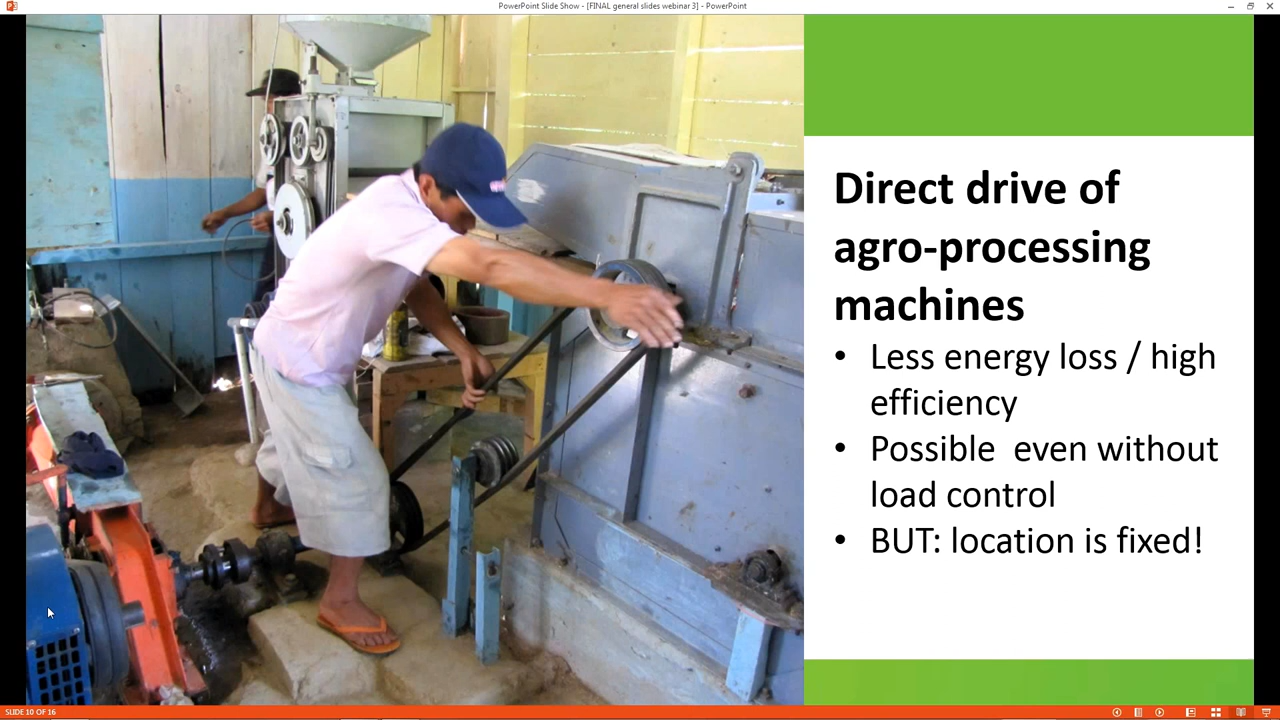 PowerPoint Slide Show - [FINAL general slides webinar 3] - PowerPoint
Direct drive of
agro-processing
machines
• Less energy loss / high
efficiency
• Possible  even without
load control
• BUT: location is fixed!
SLIDE 10 OF 16